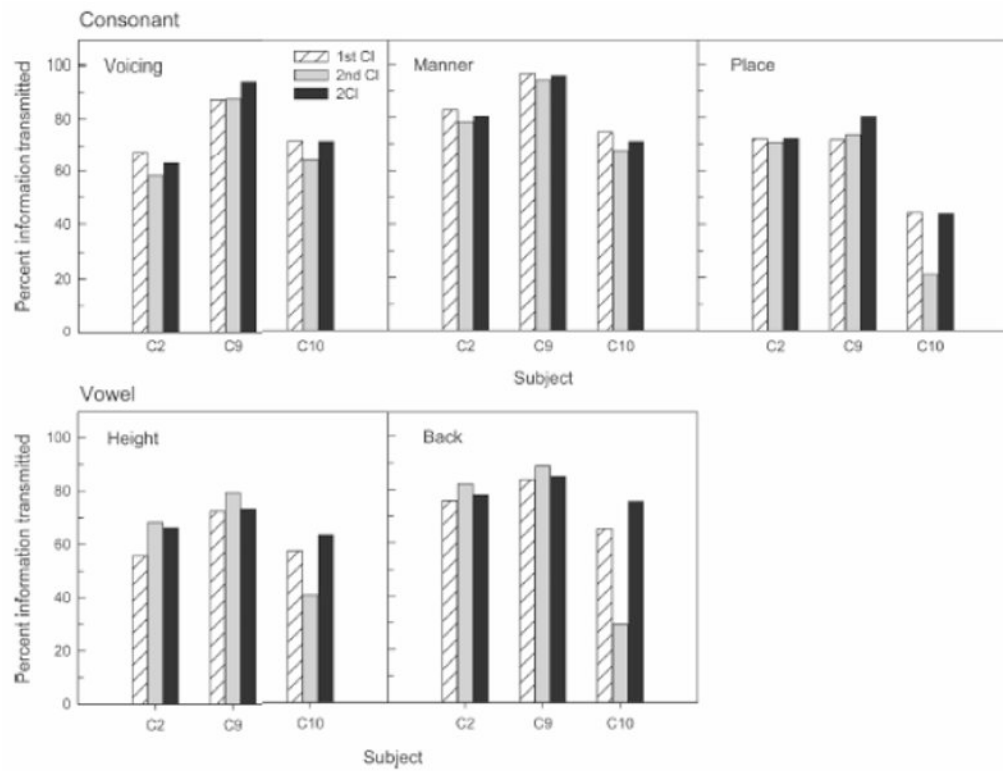 Consonant
Percent information transmitted
100
80
60
40
20
0
Voicing
1st CI
2nd CI
2CI
Manner
Place
C2 C9 C10 C2 C9 C10 C2 C9 C10
Subject
Vowel
Percent information transmitted
100
80
60
40
20
0
Height
Back
C2 C9 C10 C2 C9 C10
Subject